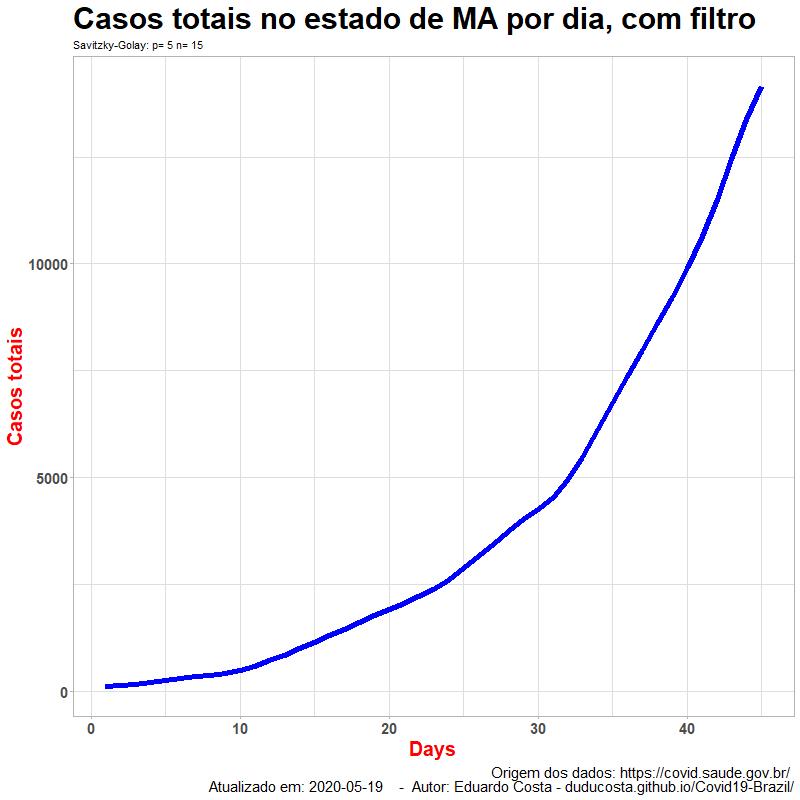 Casos totais no estado de MA por dia, com filtro
Savitzky-Golay: p= 5 n= 15
Casos totais
10000
5000
0
0 10 20 30 40
Days
Origem dos dados: https://covid.saude.gov.br/
Atualizado em: 2020-05-19 - Autor: Eduardo Costa - duducosta.github.io/Covid19-Brazil/